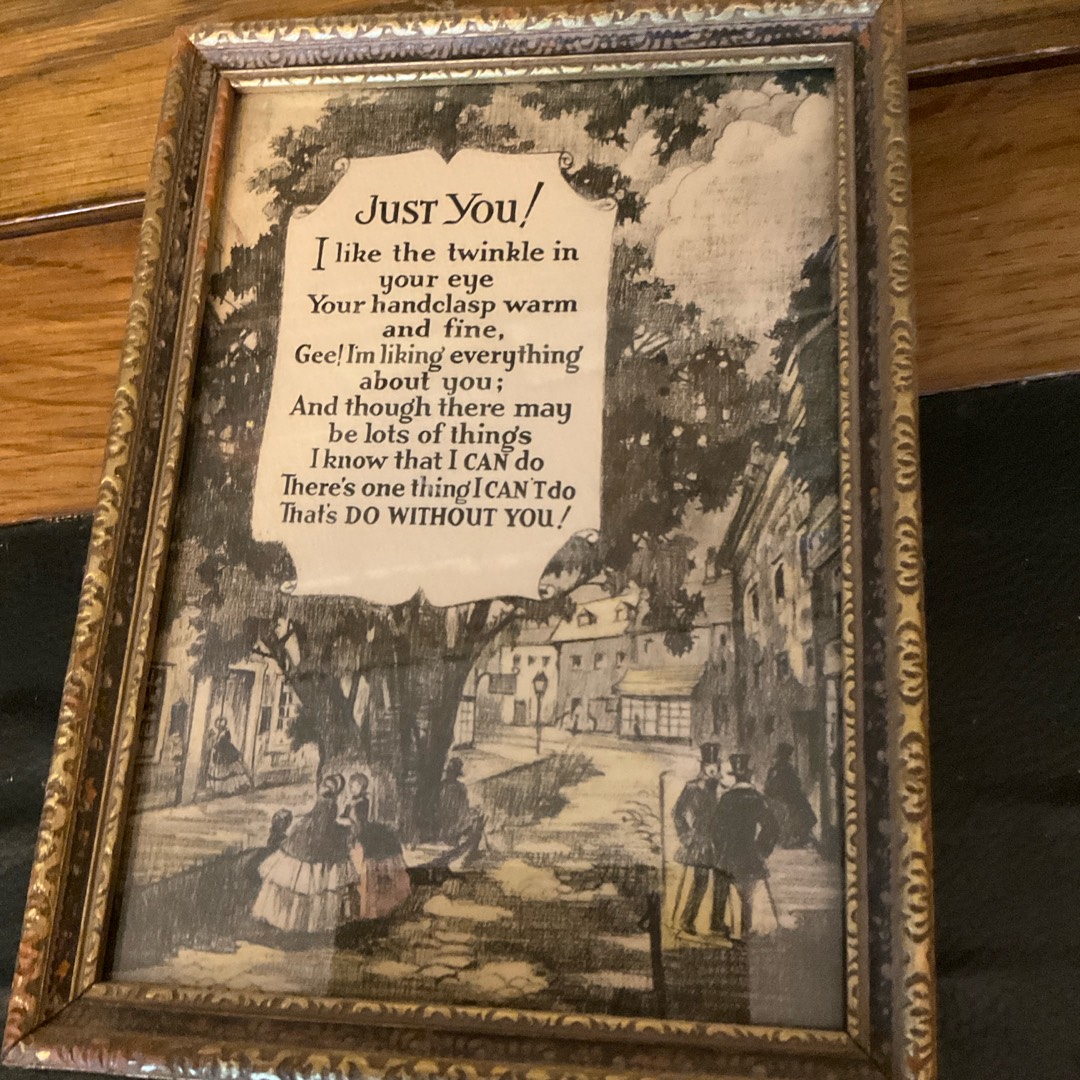 Just You!
I like the twinkle in
your eye
Your handclasp warm
and fine,
Gee! I'm liking everything
about you;
And though there may
be lots of things
I know that I CAN do
There's one thing I CAN'T do
That's DO WITHOUT YOU!